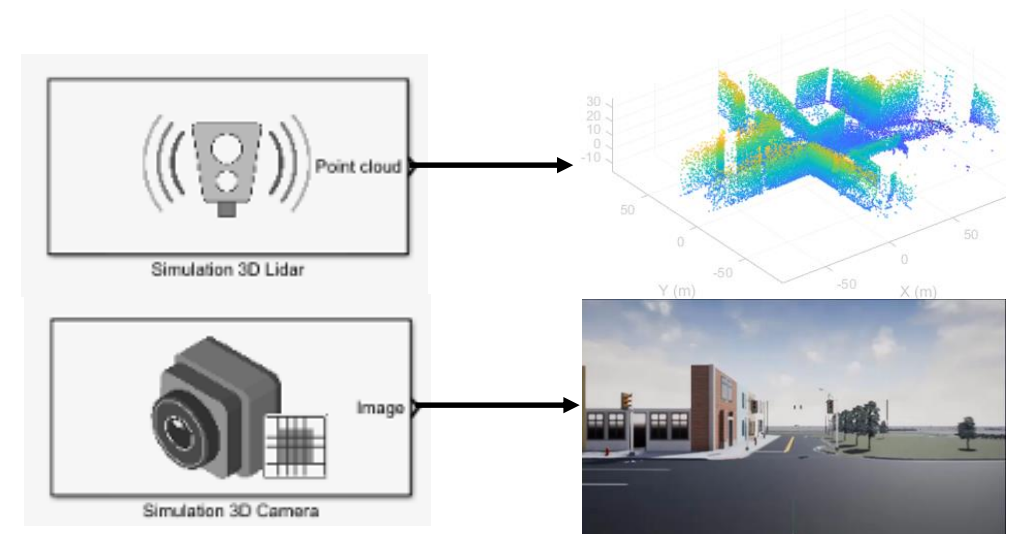 Point cloud
Simulation 3D Lidar
30
20
10
0
-10
50
0
-50
Y (m)
-50
0
50
X (m)
Image
Simulation 3D Camera